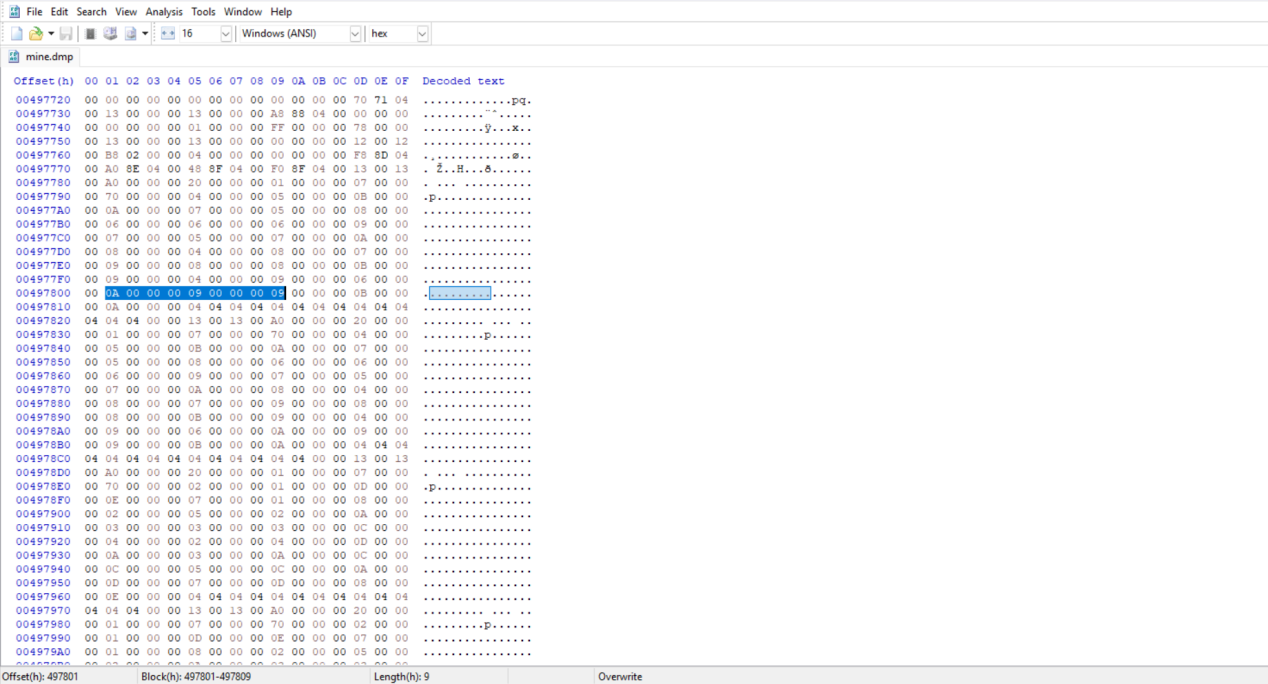 File Edit Search View Analysis Tools Window Help
16 Windows (ANSI) hex
mine.dmp
Offset(h) 00 01 02 03 04 05 06 07 08 09 0A 0B 0C 0D 0E 0F Decoded text
00497720 00 00 00 00 00 00 00 00 00 00 00 00 00 70 71 04 .............pq.
00497730 00 13 00 00 00 13 00 00 00 A8 88 04 00 00 00 00 .........¨ˆ.....
00497740 00 00 00 00 00 01 00 00 00 FF 00 00 00 78 00 00 .........ÿ...x..
00497750 00 13 00 00 00 13 00 00 00 00 00 00 00 12 00 12 ................
00497760 00 B8 02 00 00 04 00 00 00 00 00 00 00 F8 8D 04 .¸...........ø..
00497770 00 A0 8E 04 00 48 8F 04 00 F0 8F 04 00 13 00 13 . Ž..H...ð......
00497780 00 A0 00 00 00 20 00 00 00 01 00 00 00 07 00 00 . ... ..........
00497790 00 70 00 00 00 04 00 00 00 05 00 00 00 0B 00 00 .p..............
004977A0 00 0A 00 00 00 07 00 00 00 05 00 00 00 08 00 00 ................
004977B0 00 06 00 00 00 06 00 00 00 06 00 00 00 09 00 00 ................
004977C0 00 07 00 00 00 05 00 00 00 07 00 00 00 0A 00 00 ................
004977D0 00 08 00 00 00 04 00 00 00 08 00 00 00 07 00 00 ................
004977E0 00 09 00 00 00 08 00 00 00 08 00 00 00 0B 00 00 ................
004977F0 00 09 00 00 00 04 00 00 00 09 00 00 00 06 00 00 ................
00497800 00 0A 00 00 00 09 00 00 00 09 00 00 00 0B 00 00 ................
00497810 00 0A 00 00 00 04 04 04 04 04 04 04 04 04 04 04 ................
00497820 04 04 04 00 00 13 00 13 00 A0 00 00 00 20 00 00 ......... ... ..
00497830 00 01 00 00 00 07 00 00 00 70 00 00 00 04 00 00 .........p......
00497840 00 05 00 00 00 0B 00 00 00 0A 00 00 00 07 00 00 ................
00497850 00 05 00 00 00 08 00 00 00 06 00 00 00 06 00 00 ................
00497860 00 06 00 00 00 09 00 00 00 07 00 00 00 05 00 00 ................
00497870 00 07 00 00 00 0A 00 00 00 08 00 00 00 04 00 00 ................
00497880 00 08 00 00 00 07 00 00 00 09 00 00 00 08 00 00 ................
00497890 00 08 00 00 00 0B 00 00 00 09 00 00 00 04 00 00 ................
004978A0 00 09 00 00 00 06 00 00 00 0A 00 00 00 09 00 00 ................
004978B0 00 09 00 00 00 0B 00 00 00 0A 00 00 00 04 04 04 ................
004978C0 04 04 04 04 04 04 04 04 04 04 04 00 00 13 00 13 ................
004978D0 00 A0 00 00 00 20 00 00 00 01 00 00 00 07 00 00 . ... ..........
004978E0 00 70 00 00 00 02 00 00 00 01 00 00 00 0D 00 00 .p..............
004978F0 00 0E 00 00 00 07 00 00 00 01 00 00 00 08 00 00 ................
00497900 00 02 00 00 00 05 00 00 00 02 00 00 00 0A 00 00 ................
00497910 00 03 00 00 00 03 00 00 00 03 00 00 00 0C 00 00 ................
00497920 00 04 00 00 00 02 00 00 00 04 00 00 00 0D 00 00 ................
00497930 00 0A 00 00 00 03 00 00 00 0A 00 00 00 0C 00 00 ................
00497940 00 0C 00 00 00 05 00 00 00 0C 00 00 00 0A 00 00 ................
00497950 00 0D 00 00 00 07 00 00 00 0D 00 00 00 08 00 00 ................
00497960 00 0E 00 00 00 04 04 04 04 04 04 04 04 04 04 04 ................
00497970 04 04 04 00 00 13 00 13 00 A0 00 00 00 20 00 00 ......... ... ..
00497980 00 01 00 00 00 07 00 00 00 70 00 00 00 02 00 00 .........p......
00497990 00 01 00 00 00 0D 00 00 00 0E 00 00 00 07 00 00 ................
004979A0 00 01 00 00 00 08 00 00 00 02 00 00 00 05 00 00 ................
Offset(h): 497801 Block(h): 497801-497809 Length(h): 9 Overwrite